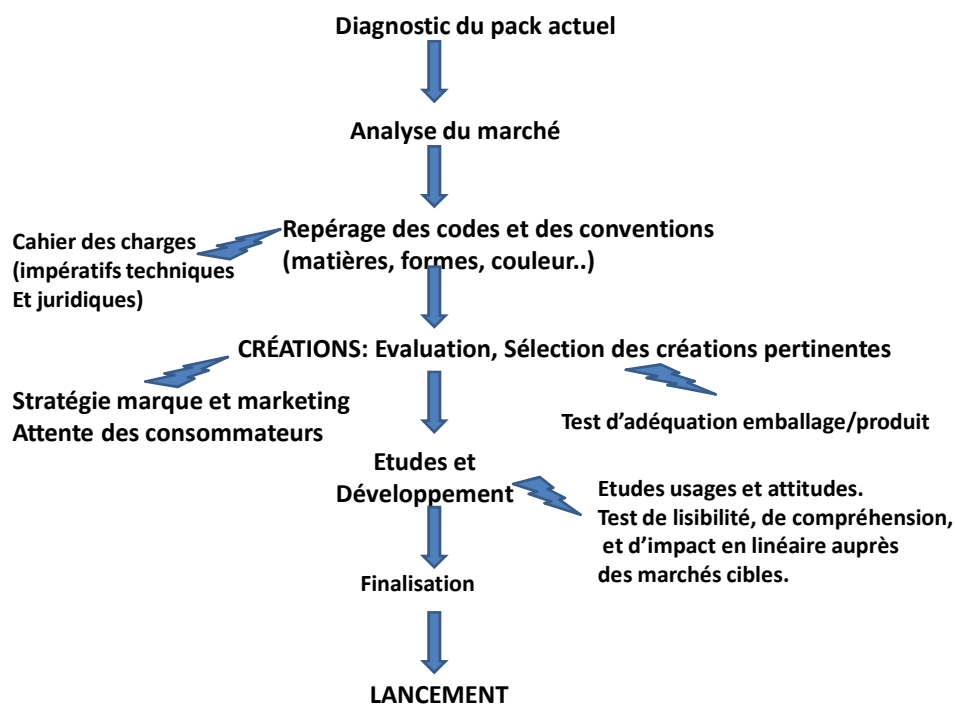 Diagnostic du pack actuel
Analyse du marché
Repérage des codes et des conventions
(matières, formes, couleur..)
Cahier des charges
(impératifs techniques
Et juridiques)
CRÉATIONS: Evaluation, Sélection des créations pertinentes
Stratégie marque et marketing
Attente des consommateurs
Test d'adéquation emballage/produit
Etudes et
Développement
Etudes usages et attitudes.
Test de lisibilité, de compréhension,
et d'impact en linéaire auprès
des marchés cibles.
Finalisation
LANCEMENT